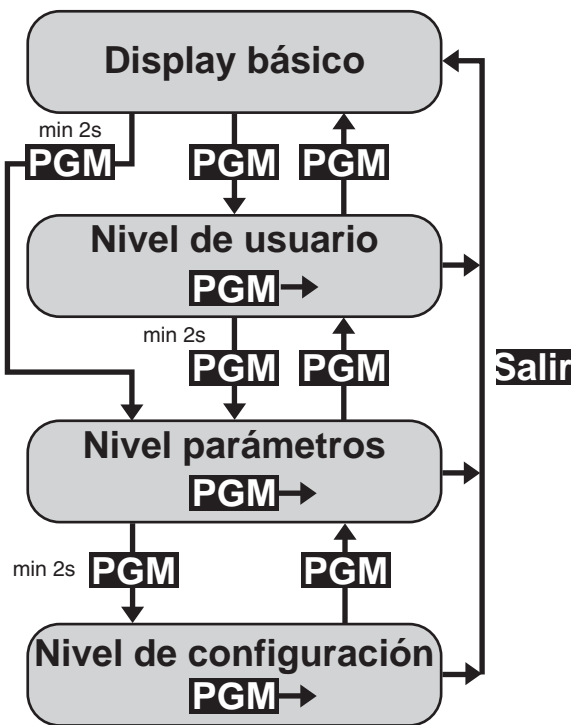 Display básico
min 2s
PGM PGM PGM
Nivel de usuario
PGM
min 2s
PGM PGM
Salir
Nivel parámetros
PGM
min 2s PGM PGM
Nivel de configuración
PGM